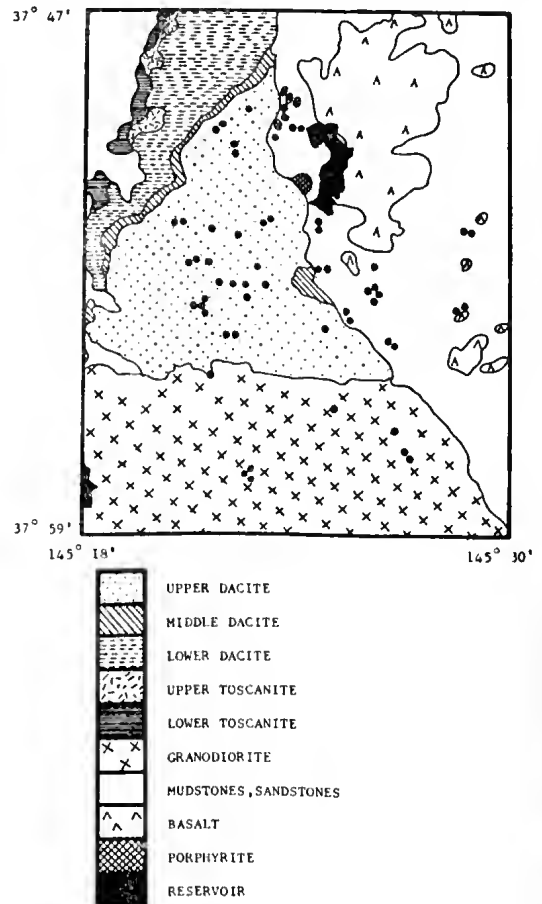 37° 47'
37° 59'
145° 18'
145° 30'
UPPER DACITE
MIDDLE DACITE
LOWER DACITE
UPPER TOSCANITE
LOWER TOSCANITE
GRANODIORITE
MUDSTONES, SANDSTONES
BASALT
PORPHYRITE
RESERVOIR